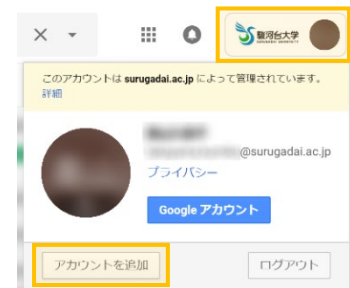 駿河台大学
SURUGADAI UNIVERSITY
このアカウントは surugadai.ac.jp によって管理されています。
詳細
@surugadai.ac.jp
プライバシー
Google アカウント
アカウントを追加
ログアウト